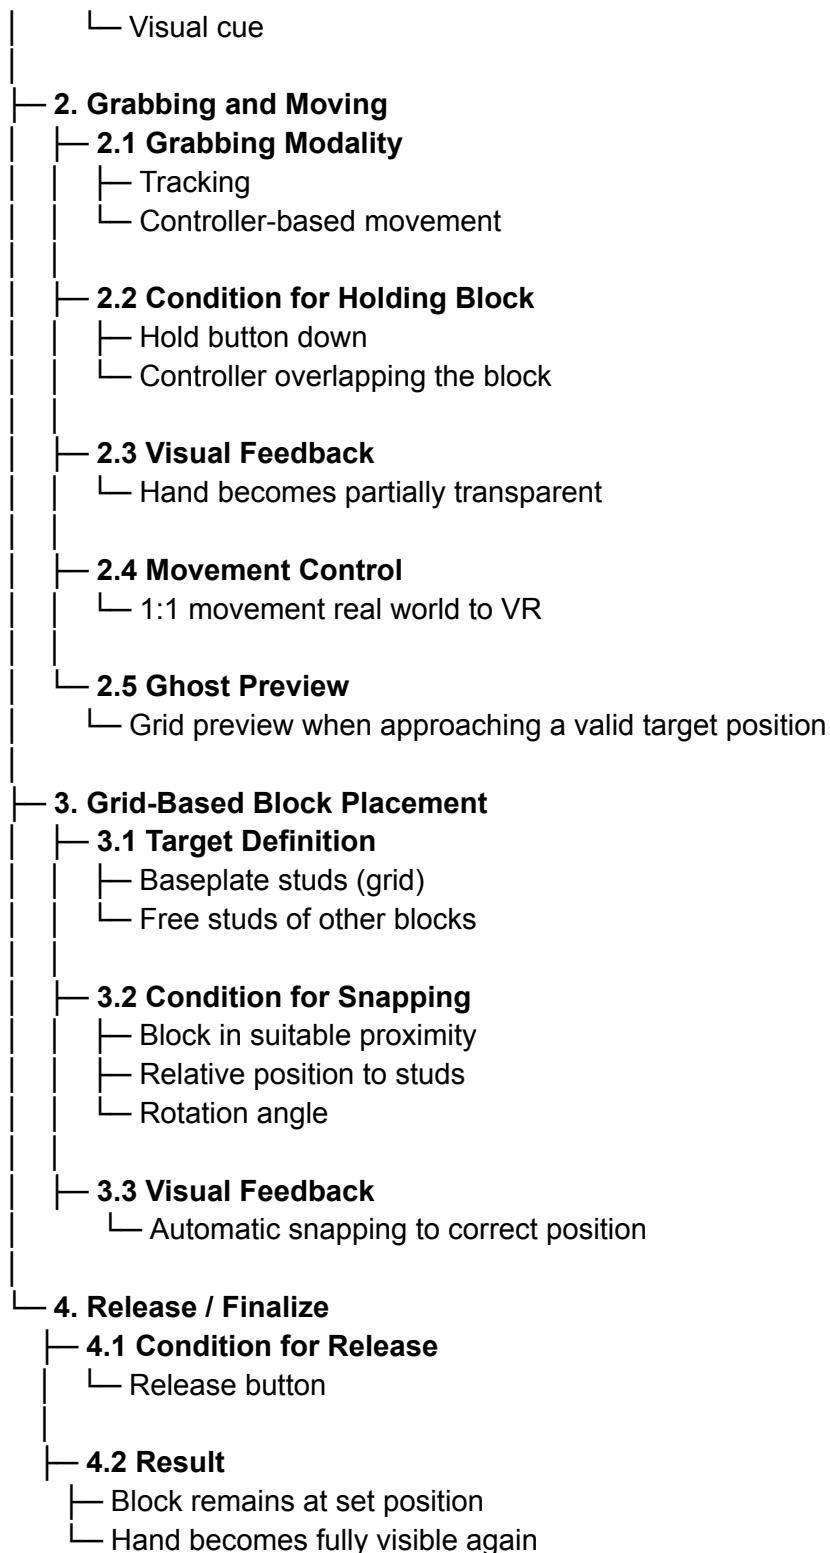 └─ Visual cue
├─ 2. Grabbing and Moving
├─ 2.1 Grabbing Modality
├─ Tracking
└─ Controller-based movement
├─ 2.2 Condition for Holding Block
├─ Hold button down
└─ Controller overlapping the block
├─ 2.3 Visual Feedback
└─ Hand becomes partially transparent
├─ 2.4 Movement Control
└─ 1:1 movement real world to VR
└─ 2.5 Ghost Preview
└─ Grid preview when approaching a valid target position
├─ 3. Grid-Based Block Placement
├─ 3.1 Target Definition
├─ Baseplate studs (grid)
└─ Free studs of other blocks
├─ 3.2 Condition for Snapping
├─ Block in suitable proximity
├─ Relative position to studs
└─ Rotation angle
├─ 3.3 Visual Feedback
└─ Automatic snapping to correct position
└─ 4. Release / Finalize
├─ 4.1 Condition for Release
└─ Release button
├─ 4.2 Result
├─ Block remains at set position
└─ Hand becomes fully visible again